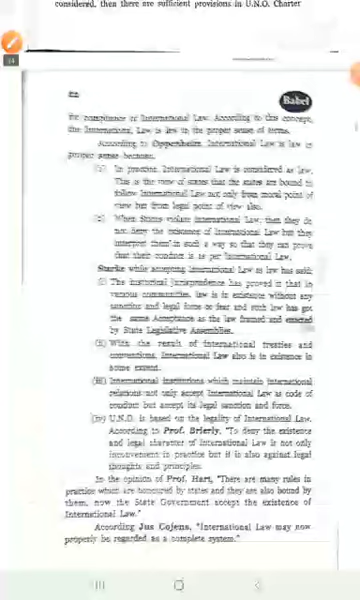 considered, then there are sufficient provisions in U.N.O. Charter
14
Babel
for compliance of International Law. According to this concept,
the International Law is law in the proper sense of terms.
According to Oppenheim, International Law is law in
proper sense because:
In practice International Law is considered as law.
This is the view of states that the states are bound to
follow International Law not only from moral point of
view but from legal point of view also.
When States violate international law, then they do
not deny the existence of International Law but they
interpret them in such a way so that they can prove
that their conduct is as per International Law.
Starke while accepting International Law as law has said:
(i) The historical jurisprudence has proved it that in
various communities, law is in existence without any
sanction and legal force or fear and such law has got
the same Acceptance as the law framed and enacted
by State Legislative Assemblies.
(ii) With the result of international treaties and
conventions, International Law also is in existence in
some extend.
(iii) International institutions which maintain International
relations not only accept International Law as code of
conduct but accept its legal sanction and force.
(iv) U.N.O. is based on the legality of International Law.
According to Prof. Brierly, "To deny the existence
and legal character of International Law is not only
inconvenient in practice but it is also against legal
thoughts and principles.
In the opinion of Prof. Hart, "There are many rules in
practice which are honoured by states and they are also bound by
them, now the State Government accept the existence of
International Law."
According Jus Cojens, "International Law may now
properly be regarded as a complete system."